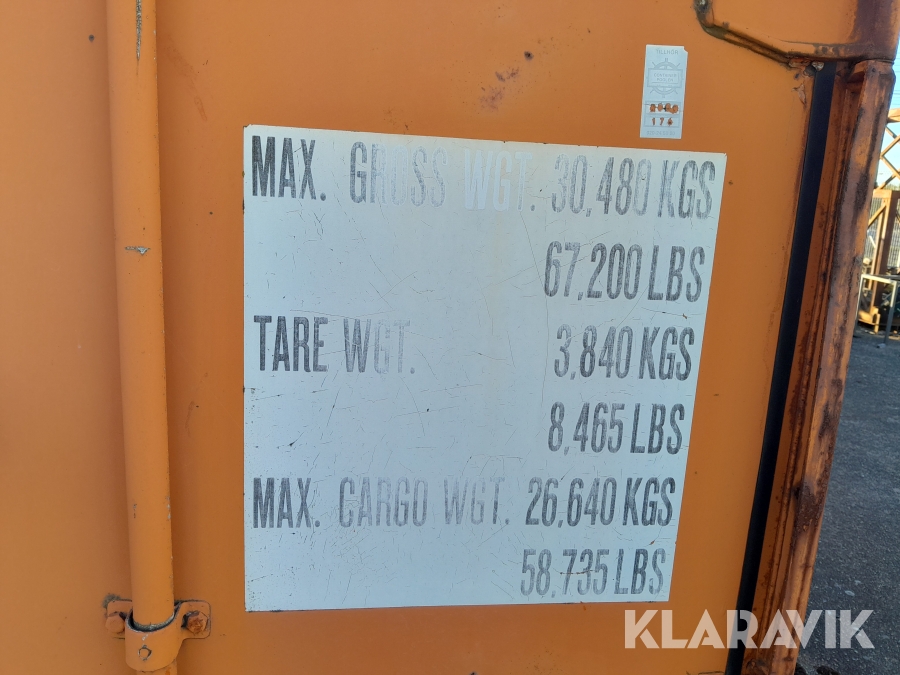 MAX. GROSS WGT. 30,480 KGS
67,200 LBS
TARE WGT. 3,840 KGS
8,465 LBS
MAX. CARGO WGT. 26,640 KGS
58,735 LBS
KLARAVIK